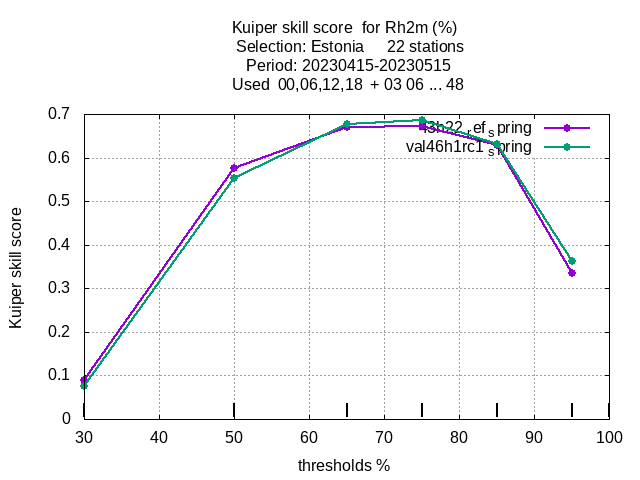 Kuiper skill score for Rh2m (%)
Selection: Estonia 22 stations
Period: 20230415-20230515
Used 00,06,12,18 + 03 06 ... 48
ref_spring
val46h1rc1_spring
0.7
0.6
0.5
0.4
0.3
0.2
0.1
0
Kuiper skill score
30 40 50 60 70 80 90 100
thresholds %